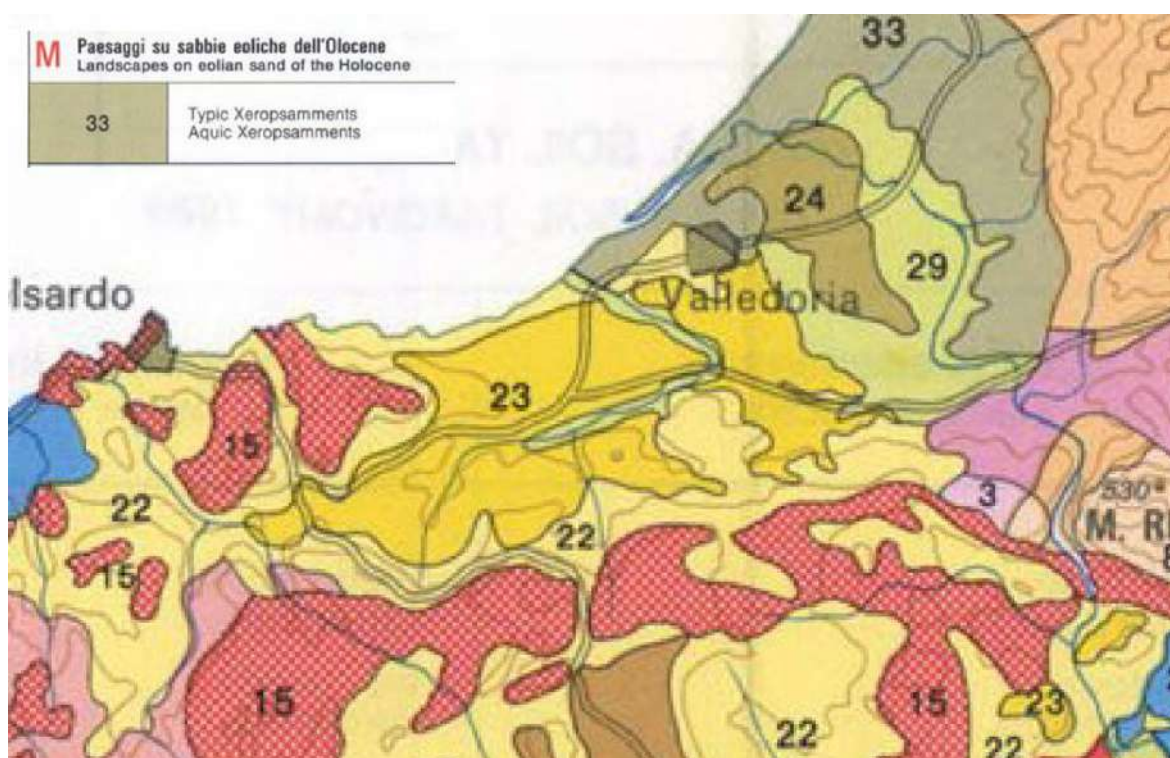 M Paesaggi su sabbie eoliche dell'Olocene
Landscapes on eolian sand of the Holocene
33 Typic Xeropsamments
Aquic Xeropsamments
33
24
29
lsardo
Valledoria
23
15
22
3
530
22
M. R
15
15
15
23
22
22